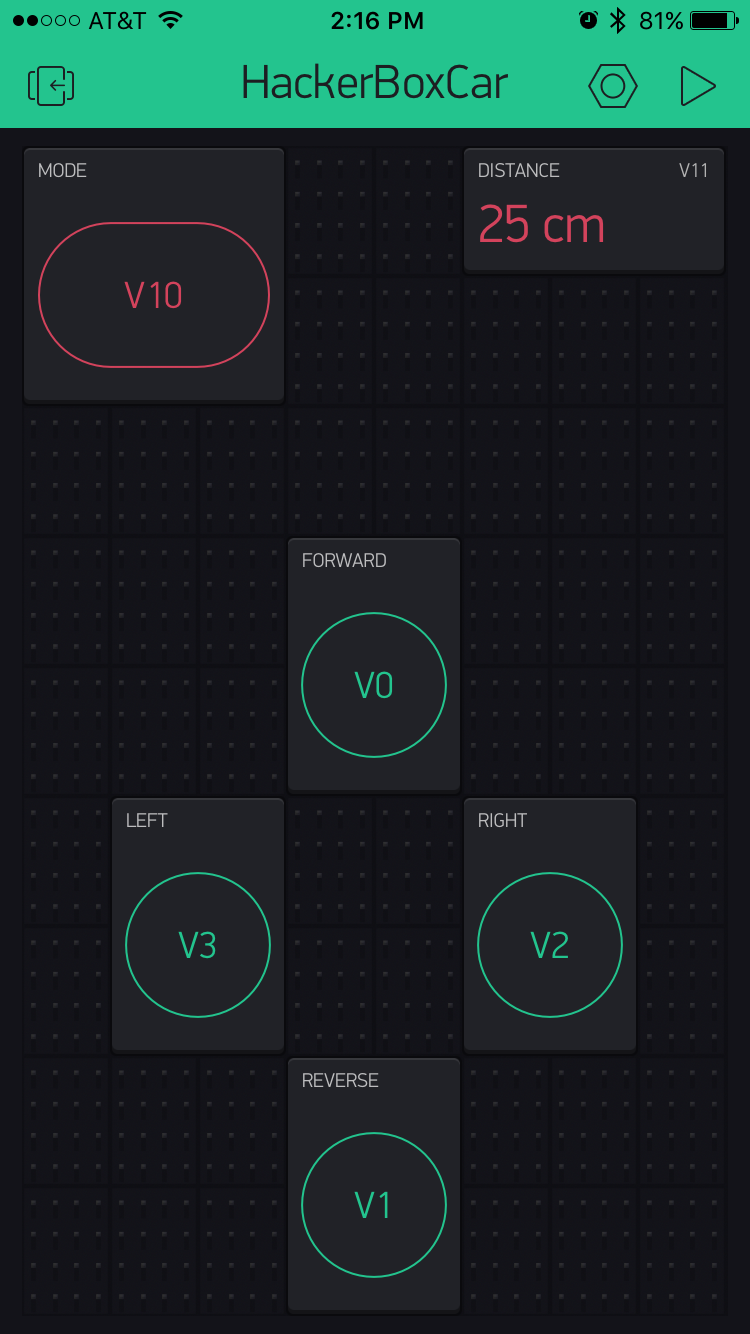 AT&T 2:16 PM 81%
HackerBoxCar
MODE
V10
DISTANCE V11
25 cm
FORWARD
V0
LEFT
V3
RIGHT
V2
REVERSE
V1